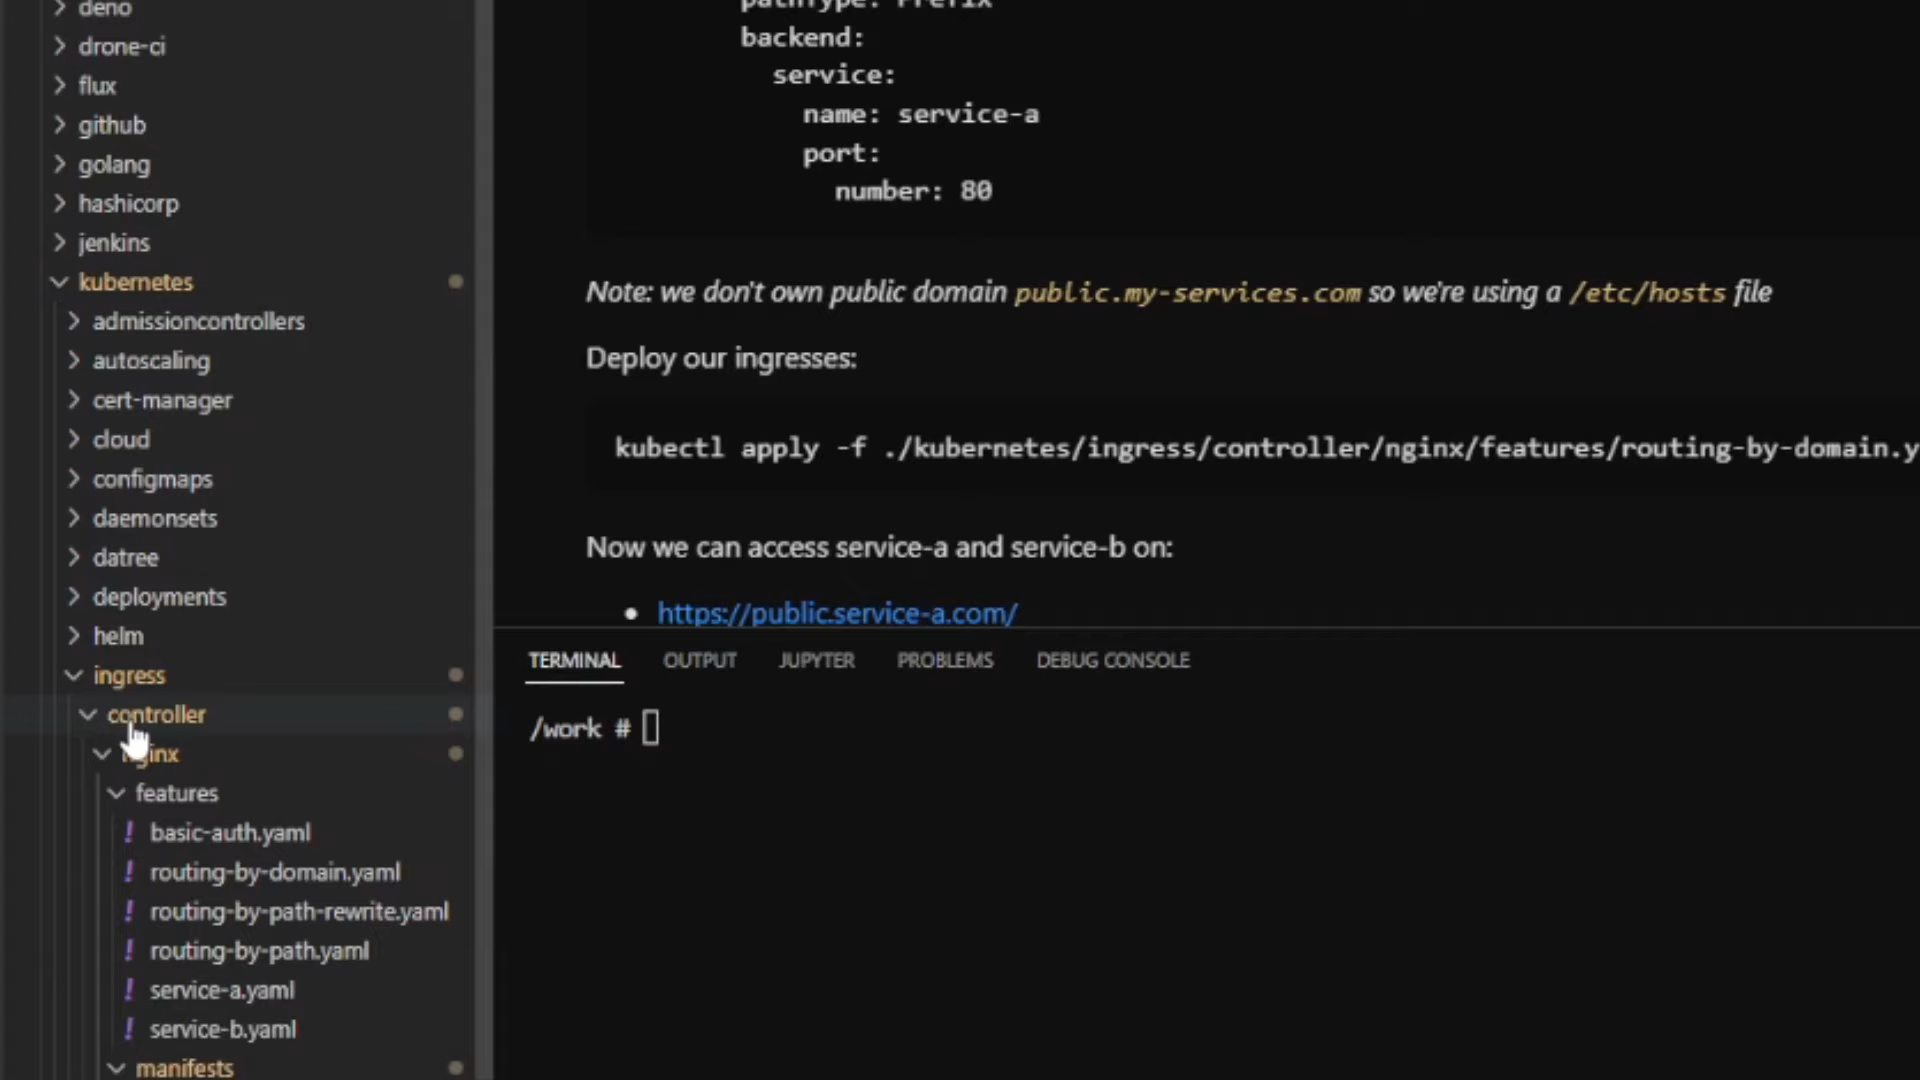 deno
drone-ci
flux
github
golang
hashicorp
jenkins
kubernetes
admissioncontrollers
autoscaling
cert-manager
cloud
configmaps
daemonsets
datree
deployments
helm
ingress
controller
nginx
features
! basic-auth.yaml
! routing-by-domain.yaml
! routing-by-path-rewrite.yaml
! routing-by-path.yaml
! service-a.yaml
! service-b.yaml
manifests
pathType: Prefix
backend:
service:
name: service-a
port:
number: 80
Note: we don't own public domain public.my-services.com so we're using a /etc/hosts file
Deploy our ingresses:
kubectl apply -f ./kubernetes/ingress/controller/nginx/features/routing-by-domain.y
Now we can access service-a and service-b on:
• https://public.service-a.com/
TERMINAL OUTPUT JUPYTER PROBLEMS DEBUG CONSOLE
/work #